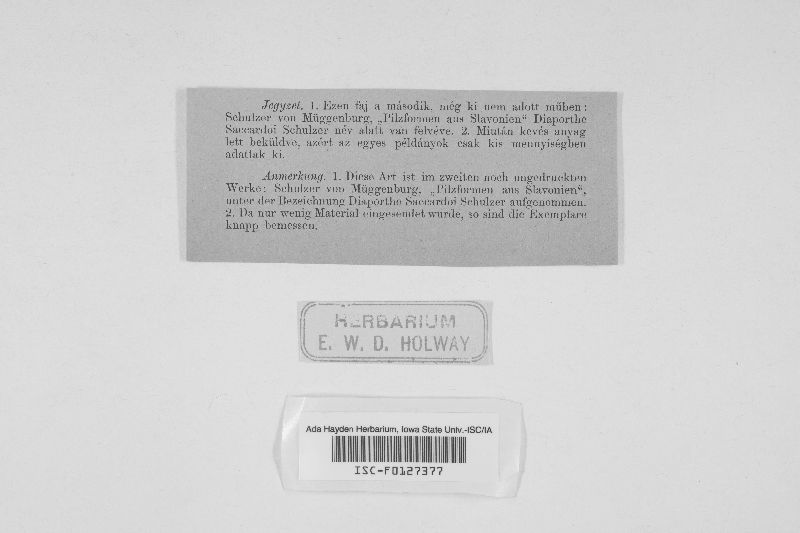 Jegyzet. 1. Ezen faj a második, még ki nem adott műben:
Schulzer von Müggenburg, „Pilzformen aus Slavonien“ Diaporthe
Saccardoi Schulzer név alatt van felvéve. 2. Miután kevés anyag
lett beküldve, azért az egyes példányok csak kis mennyiségben
adattak ki.
Anmerkung. 1. Diese Art ist im zweiten noch ungedruckten
Werke: Schulzer von Müggenburg, „Pilzformen aus Slavonien“,
unter der Bezeichnung Diaporthe Saccardoi Schulzer aufgenommen.
2. Da nur wenig Material eingesendet wurde, so sind die Exemplare
knapp bemessen.
HERBARIUM
E. W. D. HOLWAY
Ada Hayden Herbarium, Iowa State Univ.-ISC/IA
ISC-F0127377